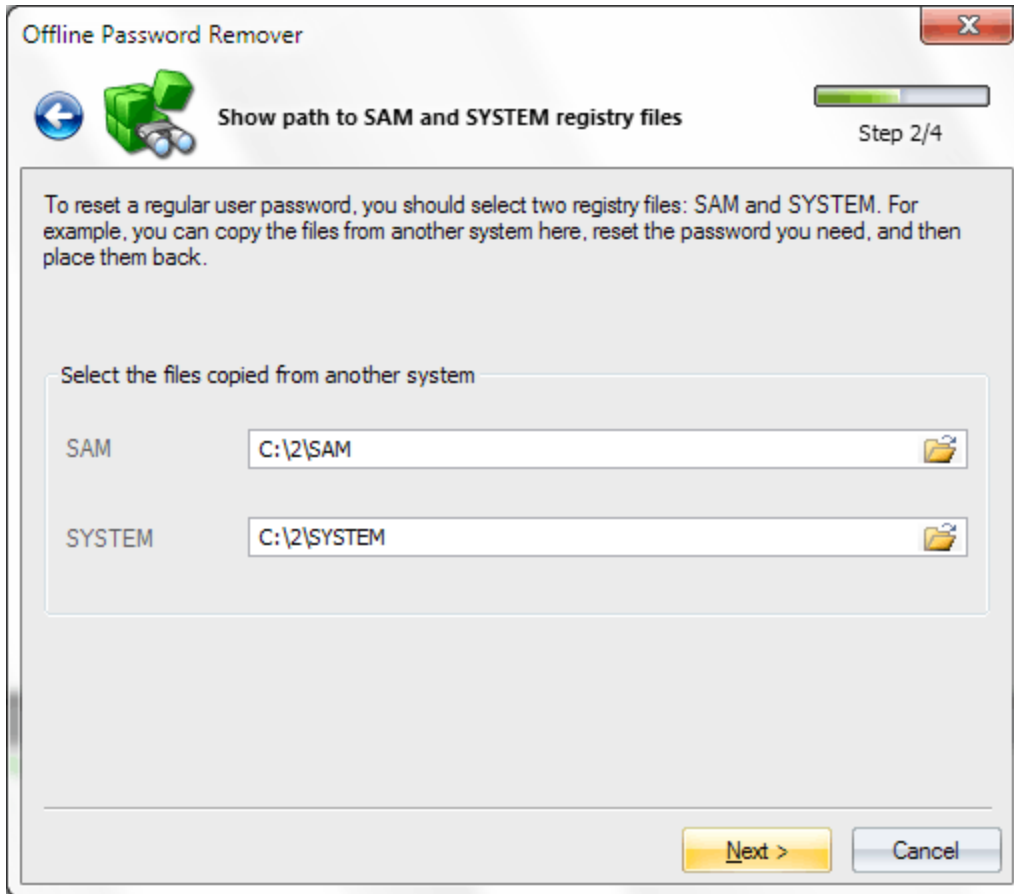 Offline Password Remover
Show path to SAM and SYSTEM registry files
Step 2/4
To reset a regular user password, you should select two registry files: SAM and SYSTEM. For
example, you can copy the files from another system here, reset the password you need, and then
place them back.
Select the files copied from another system
SAM
C:\2\SAM
SYSTEM
C:\2\SYSTEM
Next >
Cancel